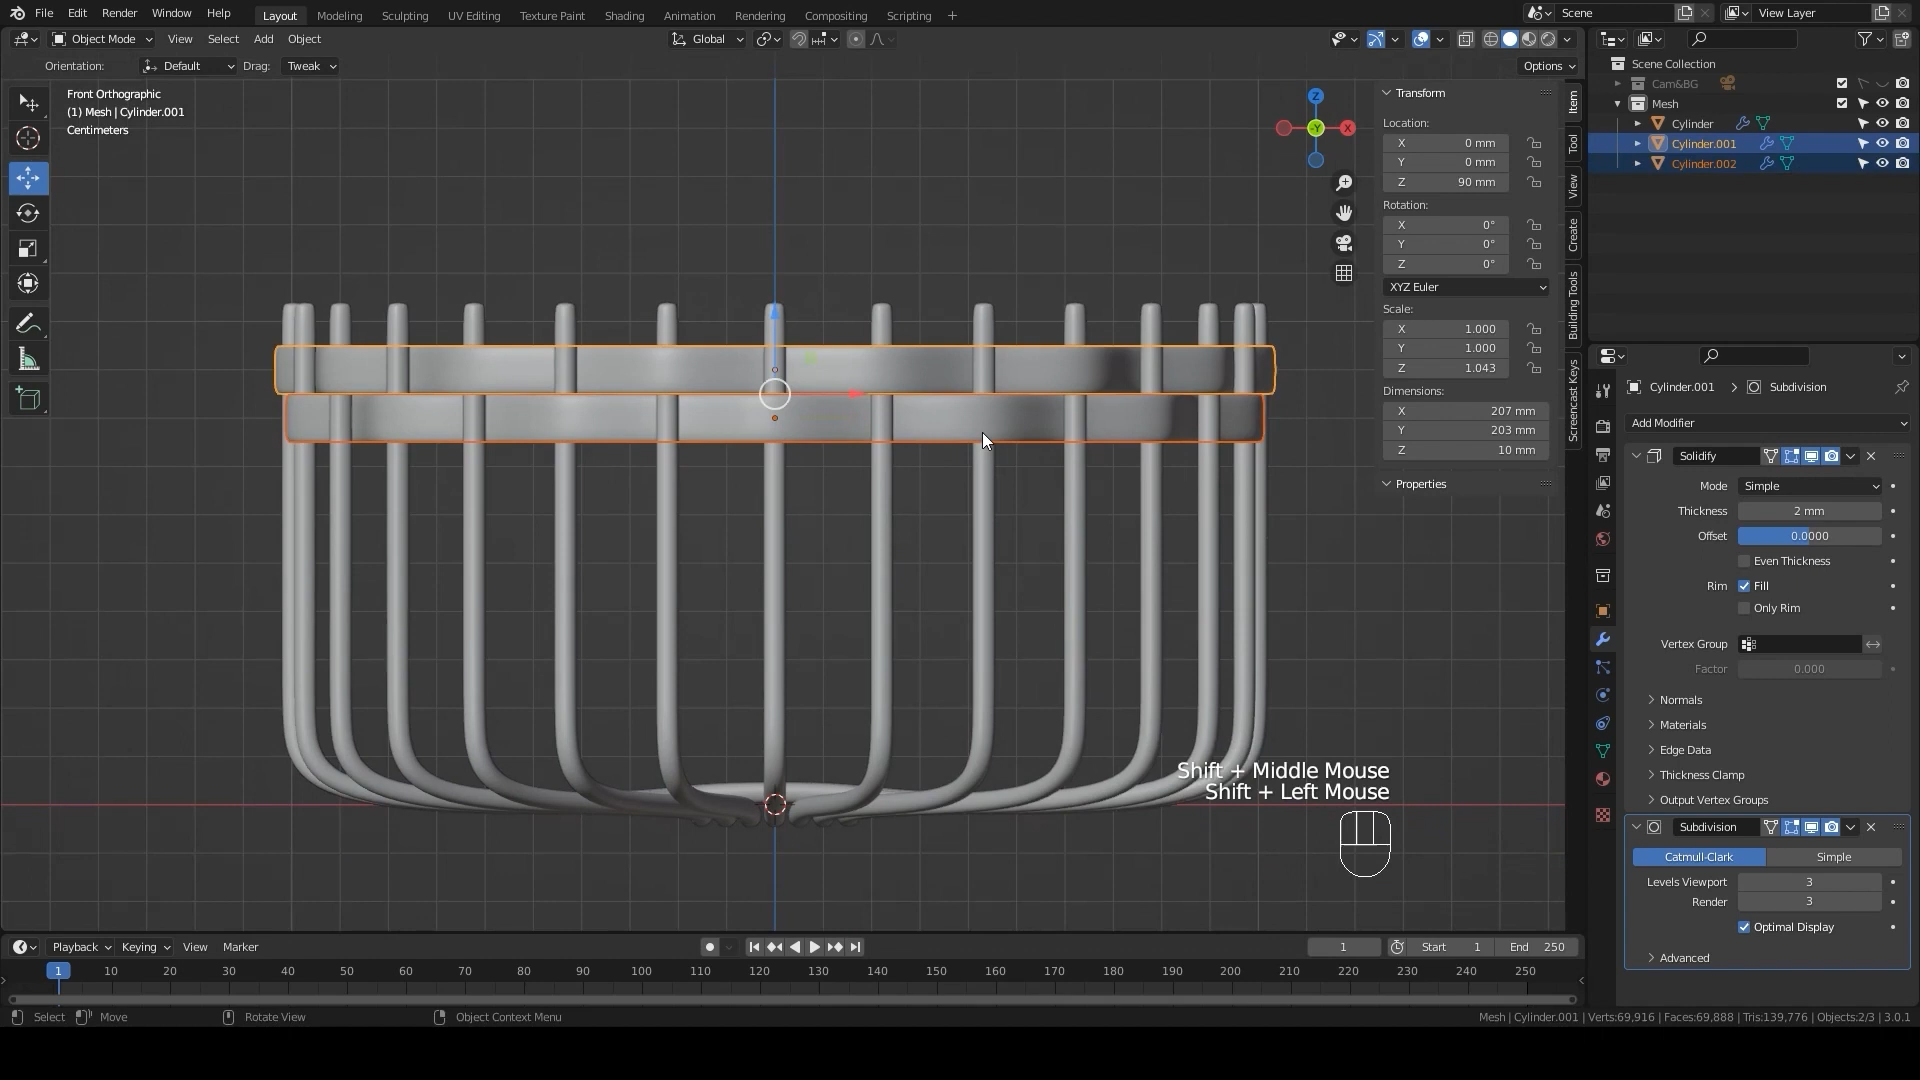 File Edit Render Window Help Layout Modeling Sculpting UV Editing Texture Paint Shading Animation Rendering Compositing Scripting + Scene View Layer
Object Mode View Select Add Object Global
Orientation: Default Drag: Tweak Options
Front Orthographic
(1) Mesh | Cylinder.001
Centimeters
Z
-Y
X
Transform
Location:
X 0 mm
Y 0 mm
Z 90 mm
Rotation:
X 0°
Y 0°
Z 0°
XYZ Euler
Scale:
X 1.000
Y 1.000
Z 1.043
Dimensions:
X 207 mm
Y 203 mm
Z 10 mm
Properties
Item
Tool
View
Create
Building Tools
Screencast Keys
Scene Collection
Cam&BG
Mesh
Cylinder
Cylinder.001
Cylinder.002
Cylinder.001 Subdivision
Add Modifier
Solidify
Mode Simple
Thickness 2 mm
Offset 0.0000
Even Thickness
Rim Fill
Only Rim
Vertex Group
Factor 0.000
Normals
Materials
Edge Data
Thickness Clamp
Output Vertex Groups
Subdivision
Catmull-Clark Simple
Levels Viewport 3
Render 3
Optimal Display
Advanced
Shift + Middle Mouse
Shift + Left Mouse
Playback Keying View Marker 1 Start 1 End 250
1 10 20 30 40 50 60 70 80 90 100 110 120 130 140 150 160 170 180 190 200 210 220 230 240 250
Select Move Rotate View Object Context Menu Mesh | Cylinder.001 | Verts:69,916 | Faces:69,888 | Tris:139,776 | Objects:2/3 | 3.0.1